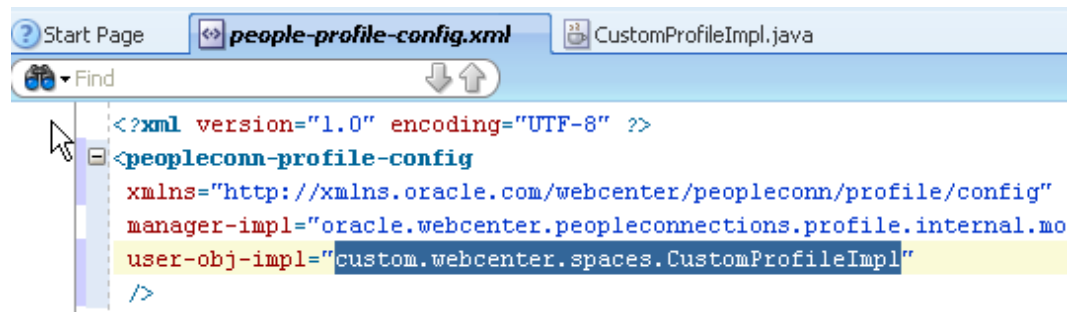 Start Page people-profile-config.xml CustomProfileImpl.java
Find
<?xml version="1.0" encoding="UTF-8" ?>
<peopleconn-profile-config
xmlns="http://xmlns.oracle.com/webcenter/peopleconn/profile/config"
manager-impl="oracle.webcenter.peopleconnections.profile.internal.mo
user-obj-impl="custom.webcenter.spaces.CustomProfileImpl"
/>